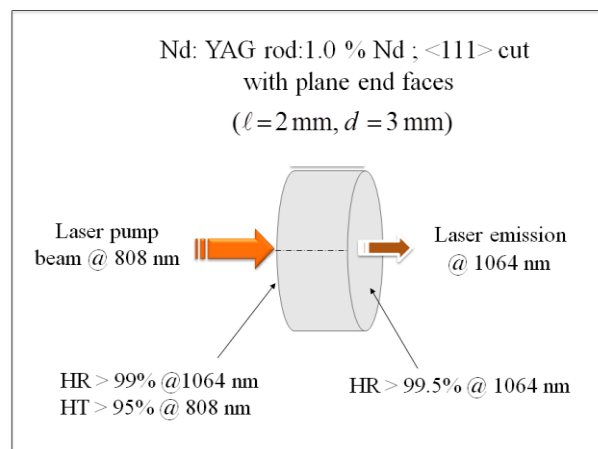 Nd: YAG rod:1.0 % Nd ; <111> cut
with plane end faces
(ℓ=2 mm, d =3 mm)
Laser pump
beam @ 808 nm
Laser emission
@ 1064 nm
HR > 99% @1064 nm
HT > 95% @ 808 nm
HR > 99.5% @ 1064 nm